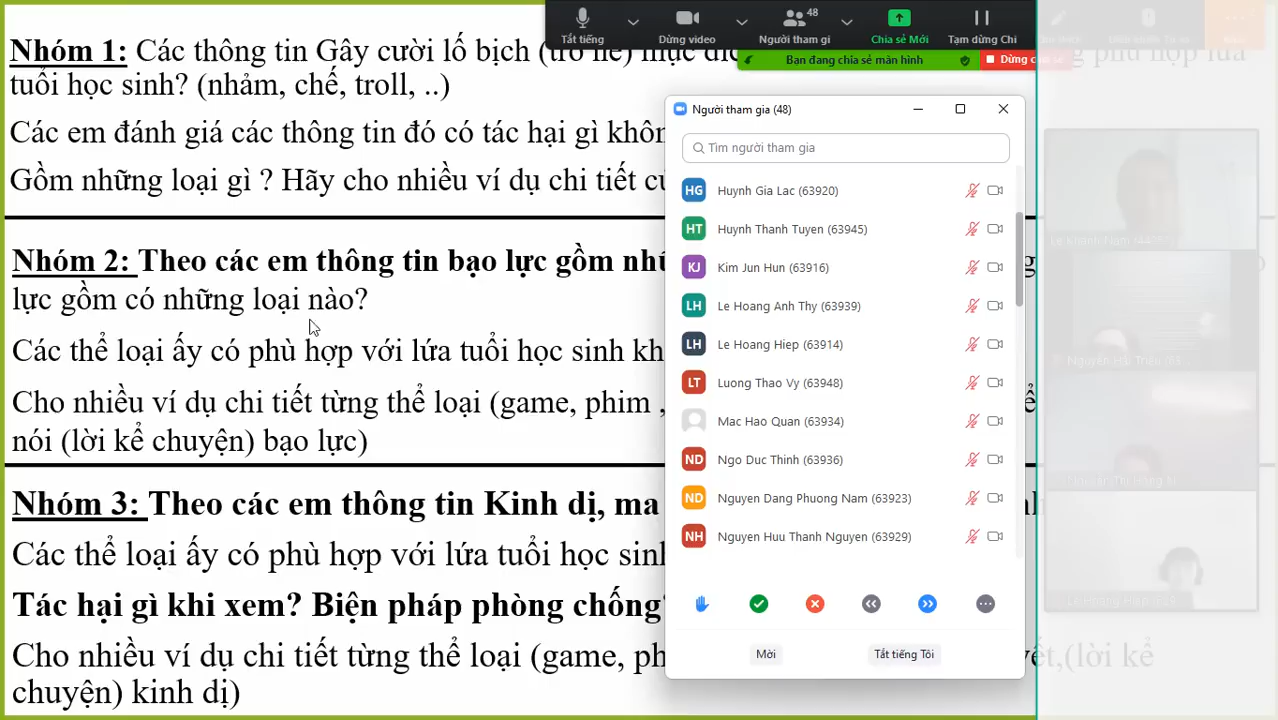 48
Tắt tiếng
Dừng video
Người tham gi
Chia sẻ Mới
Tạm dừng Chi
Bạn đang chia sẻ màn hình
Dừng
Nhóm 1: Các thông tin Gây cười lố bịch
tuổi học sinh? (nhảm, chế, troll, ..)
Các em đánh giá các thông tin đó có tác hại gì khôn
Gồm những loại gì ? Hãy cho nhiều ví dụ chi tiết
Nhóm 2: Theo các em thông tin bạo lực gồm
lực gồm có những loại nào?
Các thể loại ấy có phù hợp với lứa tuổi học sinh kh
Cho nhiều ví dụ chi tiết từng thể loại (game, phim ,
nói (lời kể chuyện) bạo lực)
Nhóm 3: Theo các em thông tin Kinh dị, ma
Các thể loại ấy có phù hợp với lứa tuổi học sinh
Tác hại gì khi xem? Biện pháp phòng chống?
Cho nhiều ví dụ chi tiết từng thể loại (game, ph
(lời kể
chuyện) kinh dị)
Người tham gia (48)
Tìm người tham gia
HG Huynh Gia Lac (63920)
HT Huynh Thanh Tuyen (63945)
KJ Kim Jun Hun (63916)
LH Le Hoang Anh Thy (63939)
LH Le Hoang Hiep (63914)
LT Luong Thao Vy (63948)
Mac Hao Quan (63934)
ND Ngo Duc Thinh (63936)
ND Nguyen Dang Phuong Nam (63923)
NH Nguyen Huu Thanh Nguyen (63929)
Mời
Tắt tiếng Tôi